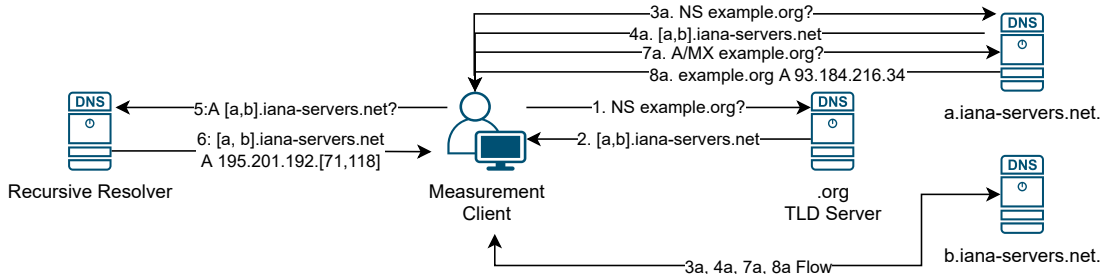 3a. NS example.org?
4a. [a,b].iana-servers.net
7a. A/MX example.org?
8a. example.org A 93.184.216.34
DNS
a.iana-servers.net.
DNS
5:A [a,b].iana-servers.net?
6: [a, b].iana-servers.net
A 195.201.192.[71,118]
Recursive Resolver
Measurement
Client
1. NS example.org?
2. [a,b].iana-servers.net
DNS
.org
TLD Server
DNS
b.iana-servers.net.
3a, 4a, 7a, 8a Flow